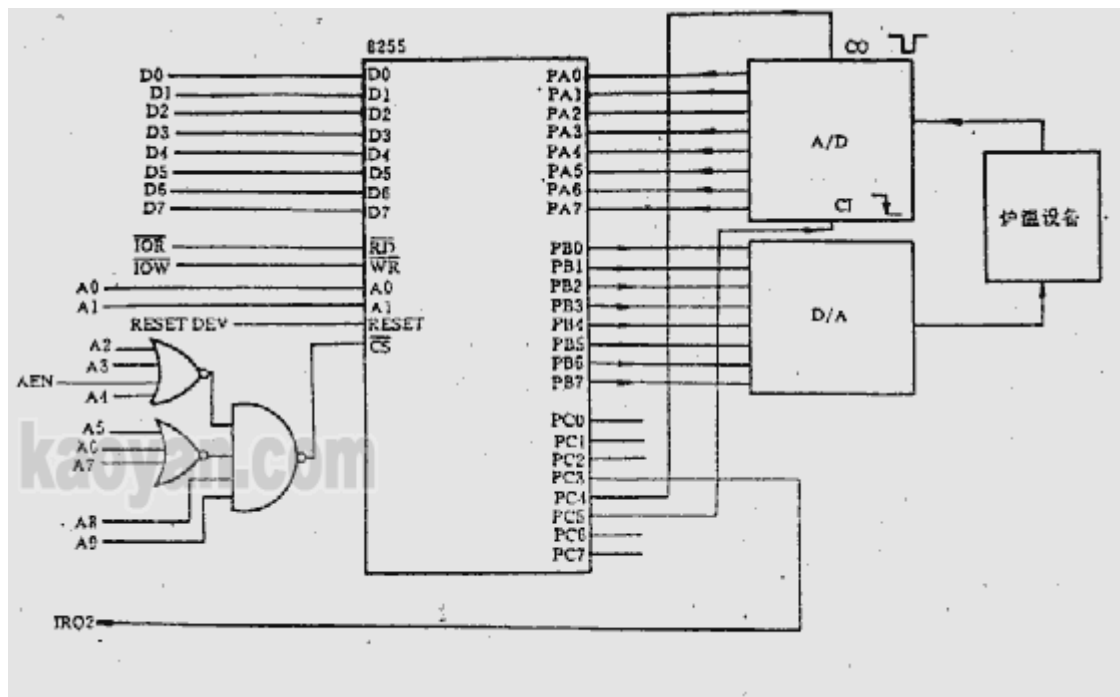 8255
CO
D0
D1
D2
D3
D4
D5
D6
D7
D0
D1
D2
D3
D4
D5
D6
D7
PA0
PA1
PA2
PA3
PA4
PA5
PA6
PA7
A/D
CI
炉温设备
IOR
IOW
A0
A1
RESET DEV
RD
WR
A0
A1
RESET
CS
PB0
PB1
PB2
PB3
PB4
PB5
PB6
PB7
D/A
A2
A3
AEN
A4
A5
A6
A7
A8
A9
kaoyan.com
PC0
PC1
PC2
PC3
PC4
PC5
PC6
PC7
IRQ2